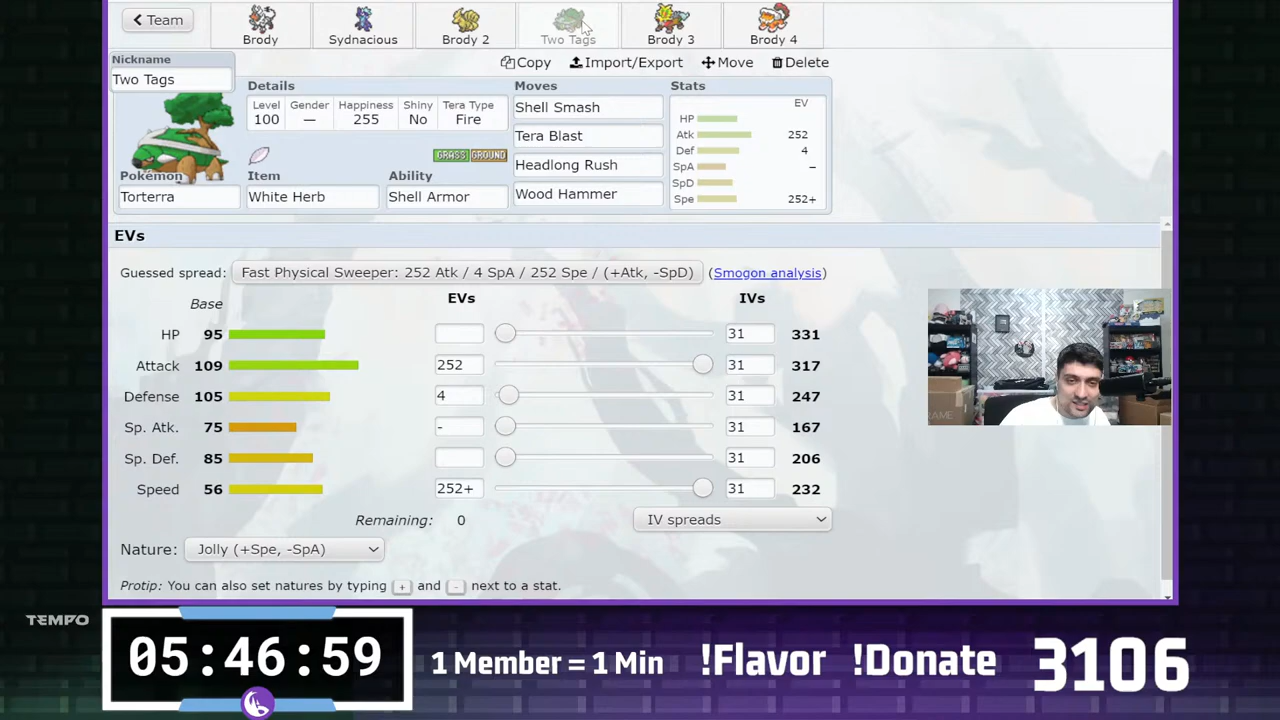 Team
Brody
Sydnacious
Brody 2
Two Tags
Brody 3
Brody 4
Copy
Import/Export
Move
Delete
Nickname
Two Tags
Details
Moves
Stats
Level
Gender
Happiness
Shiny
Tera Type
100
—
255
No
Fire
Shell Smash
Tera Blast
Headlong Rush
Wood Hammer
EV
HP
Atk 252
Def 4
SpA –
SpD
Spe 252+
GRASS GROUND
Pokémon
Item
Ability
Torterra
White Herb
Shell Armor
EVs
Guessed spread: Fast Physical Sweeper: 252 Atk / 4 SpA / 252 Spe / (+Atk, -SpD) (Smogon analysis)
Base EVs IVs
HP 95 31 331
Attack 109 252 31 317
Defense 105 4 31 247
Sp. Atk. 75 - 31 167
Sp. Def. 85 31 206
Speed 56 252+ 31 232
Remaining: 0 IV spreads
Nature: Jolly (+Spe, -SpA)
Protip: You can also set natures by typing + and - next to a stat.
TEMPO
05:46:59
1 Member = 1 Min
!Flavor !Donate
3106